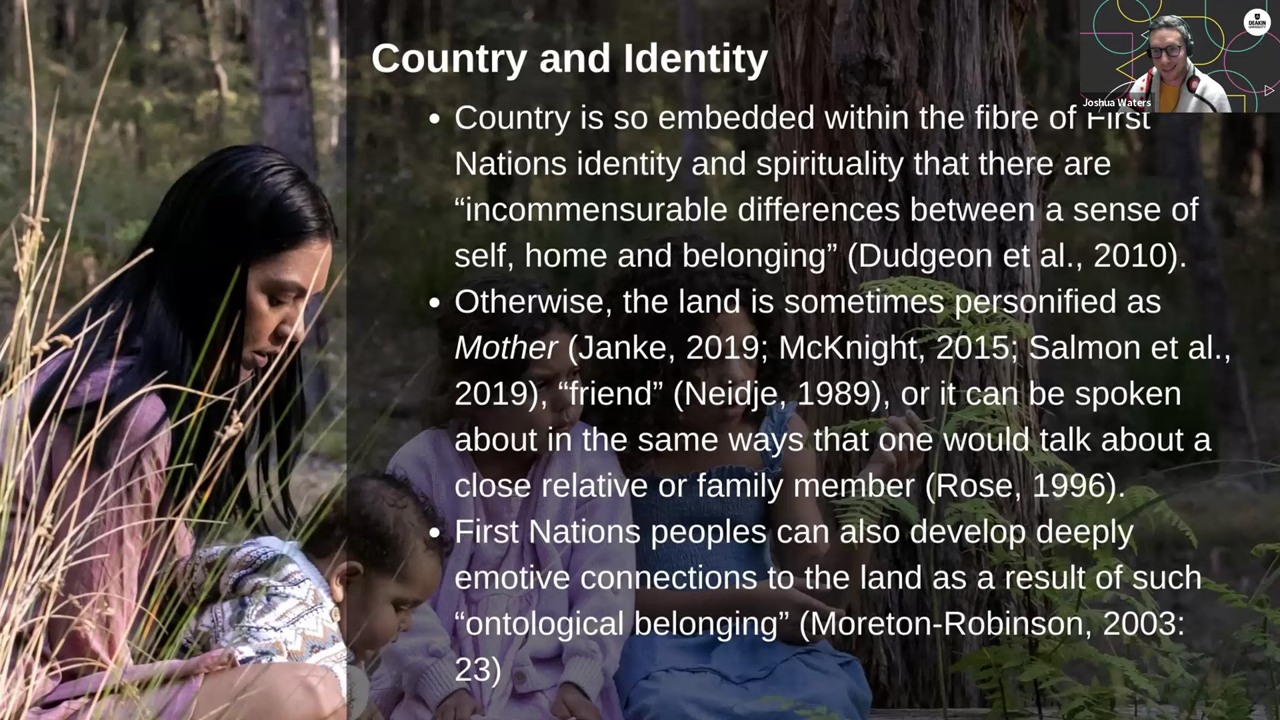 Country and Identity
DEAKIN
UNIVERSITY
Joshua Waters
• Country is so embedded within the fibre of First
Nations identity and spirituality that there are
“incommensurable differences between a sense of
self, home and belonging” (Dudgeon et al., 2010).
• Otherwise, the land is sometimes personified as
Mother (Janke, 2019; McKnight, 2015; Salmon et al.,
2019), “friend” (Neidje, 1989), or it can be spoken
about in the same ways that one would talk about a
close relative or family member (Rose, 1996).
• First Nations peoples can also develop deeply
emotive connections to the land as a result of such
“ontological belonging” (Moreton-Robinson, 2003:
23)